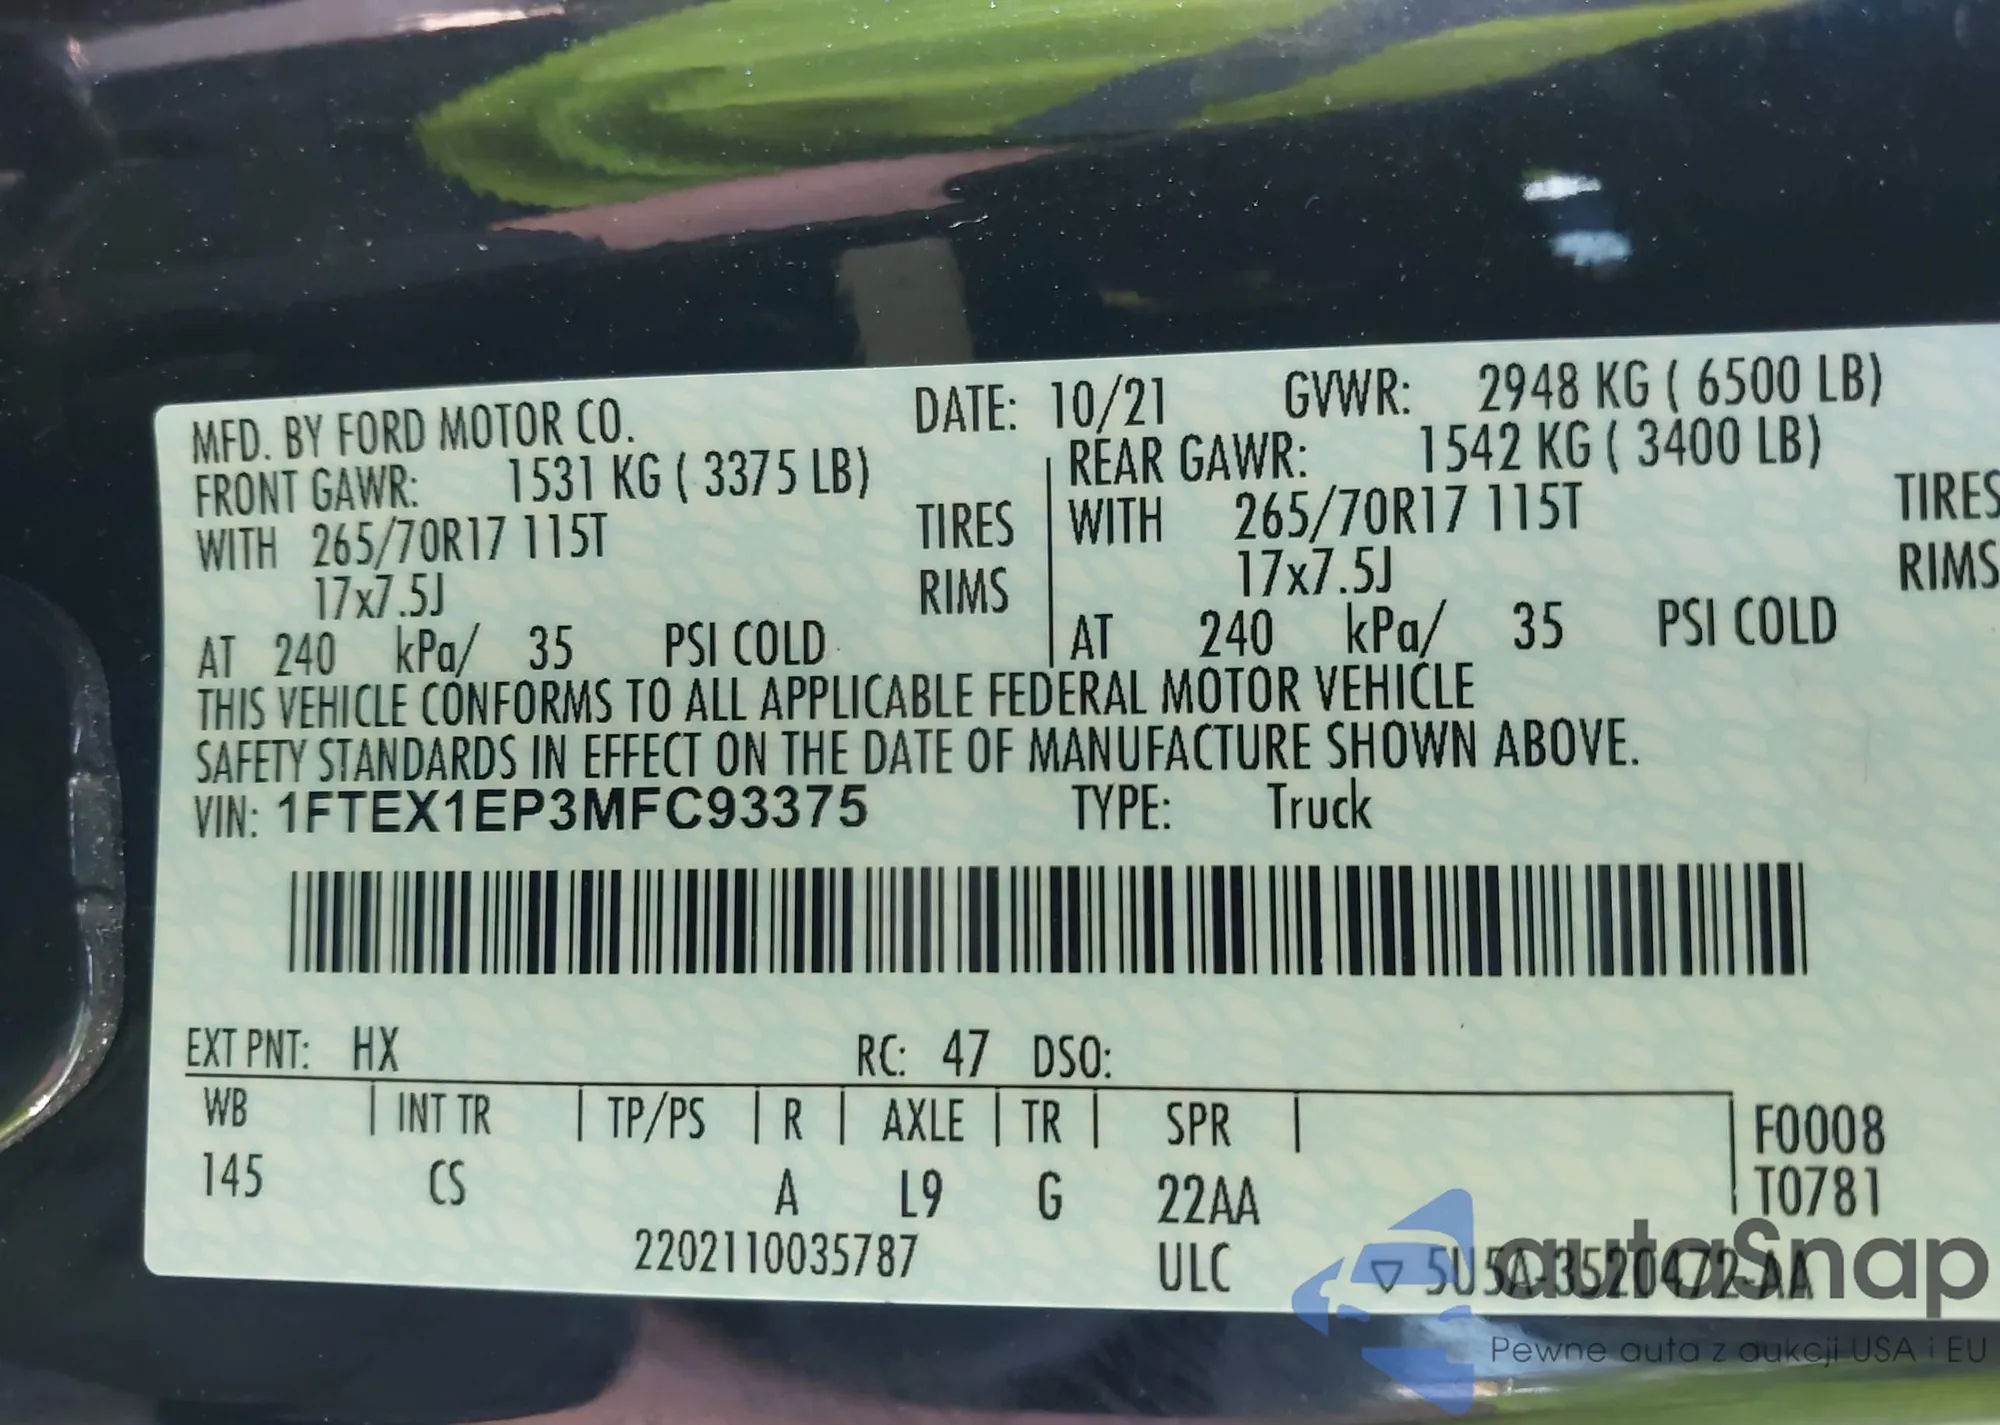 MFD. BY FORD MOTOR CO. DATE: 10/21 GVWR: 2948 KG ( 6500 LB)
FRONT GAWR: 1531 KG ( 3375 LB) REAR GAWR: 1542 KG ( 3400 LB)
WITH 265/70R17 115T TIRES WITH 265/70R17 115T TIRES
17x7.5J RIMS 17x7.5J RIMS
AT 240 kPa/ 35 PSI COLD AT 240 kPa/ 35 PSI COLD
THIS VEHICLE CONFORMS TO ALL APPLICABLE FEDERAL MOTOR VEHICLE
SAFETY STANDARDS IN EFFECT ON THE DATE OF MANUFACTURE SHOWN ABOVE.
VIN: 1FTEX1EP3MFC93375 TYPE: Truck
EXT PNT: HX RC: 47 DSO:
WB | INT TR | TP/PS | R | AXLE | TR | SPR | F0008
145 CS A L9 G 22AA T0781
2202110035787 ULC ▽ 5U5A-3520472-AA
autaSnap
Pewne auta z aukcji USA i EU